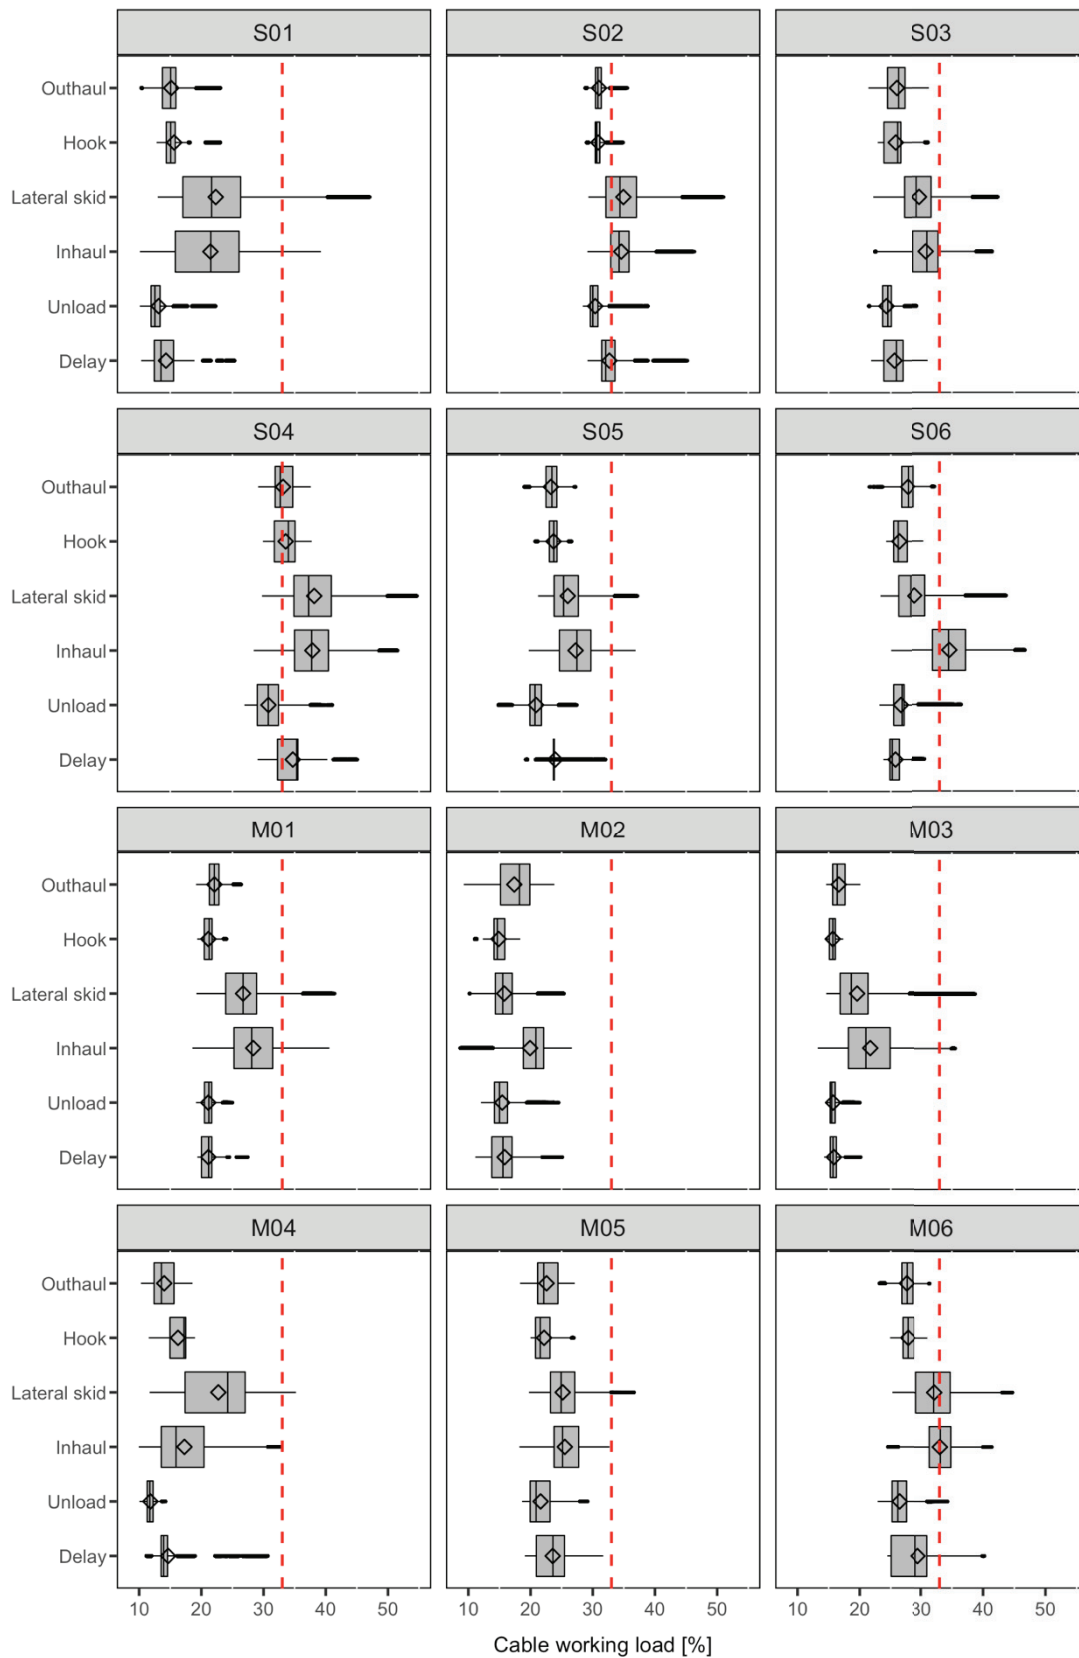 S01 S02 S03
Outhaul
Hook
Lateral skid
Inhaul
Unload
Delay
S04 S05 S06
Outhaul
Hook
Lateral skid
Inhaul
Unload
Delay
M01 M02 M03
Outhaul
Hook
Lateral skid
Inhaul
Unload
Delay
M04 M05 M06
Outhaul
Hook
Lateral skid
Inhaul
Unload
Delay
10 20 30 40 50 10 20 30 40 50 10 20 30 40 50
Cable working load [%]